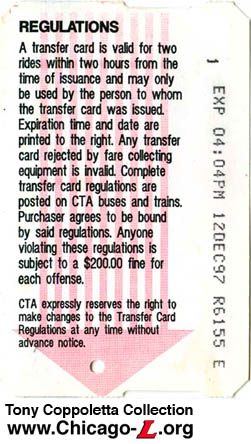 REGULATIONS
A transfer card is valid for two
rides within two hours from the
time of issuance and may only
be used by the person to whom
the transfer card was issued.
Expiration time and date are
printed to the right. Any transfer
card rejected by fare collecting
equipment is invalid. Complete
transfer card regulations are
posted on CTA buses and trains.
Purchaser agrees to be bound
by said regulations. Anyone
violating these regulations is
subject to a $200.00 fine for
each offense.
CTA expressly reserves the right to
make changes to the Transfer Card
Regulations at any time without
advance notice.
1 EXP 04:04PM 12DEC97 R6155 E
Tony Coppoletta Collection
www.Chicago-L.org